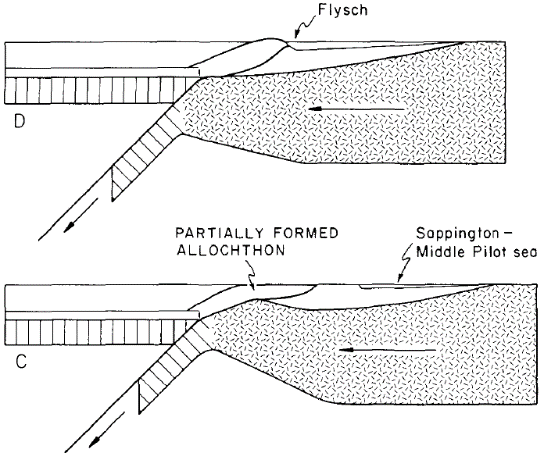 Flysch
D
PARTIALLY FORMED
ALLOCHTHON
Sappington-
Middle Pilot sea
C